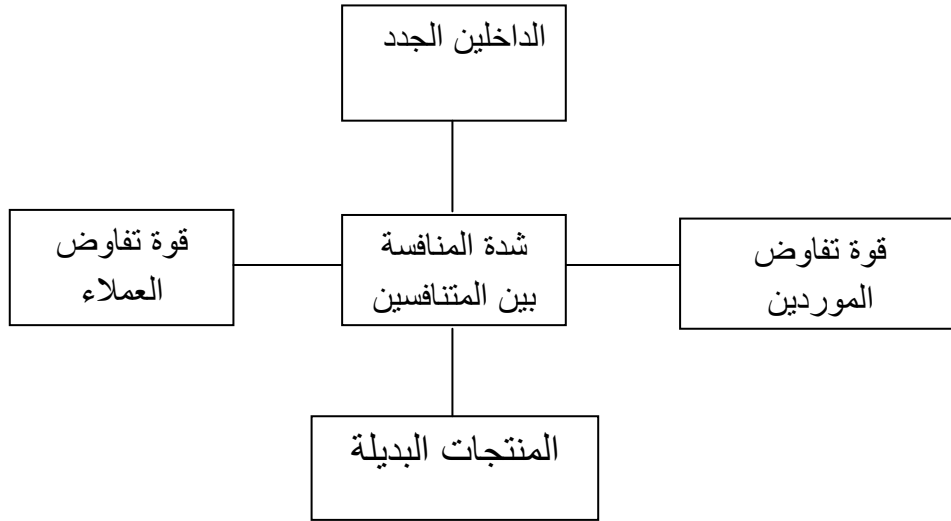 الداخلين الجدد
قوة تفاوض
الموردين
شدة المنافسة
بين المتنافسين
قوة تفاوض
العملاء
المنتجات البديلة